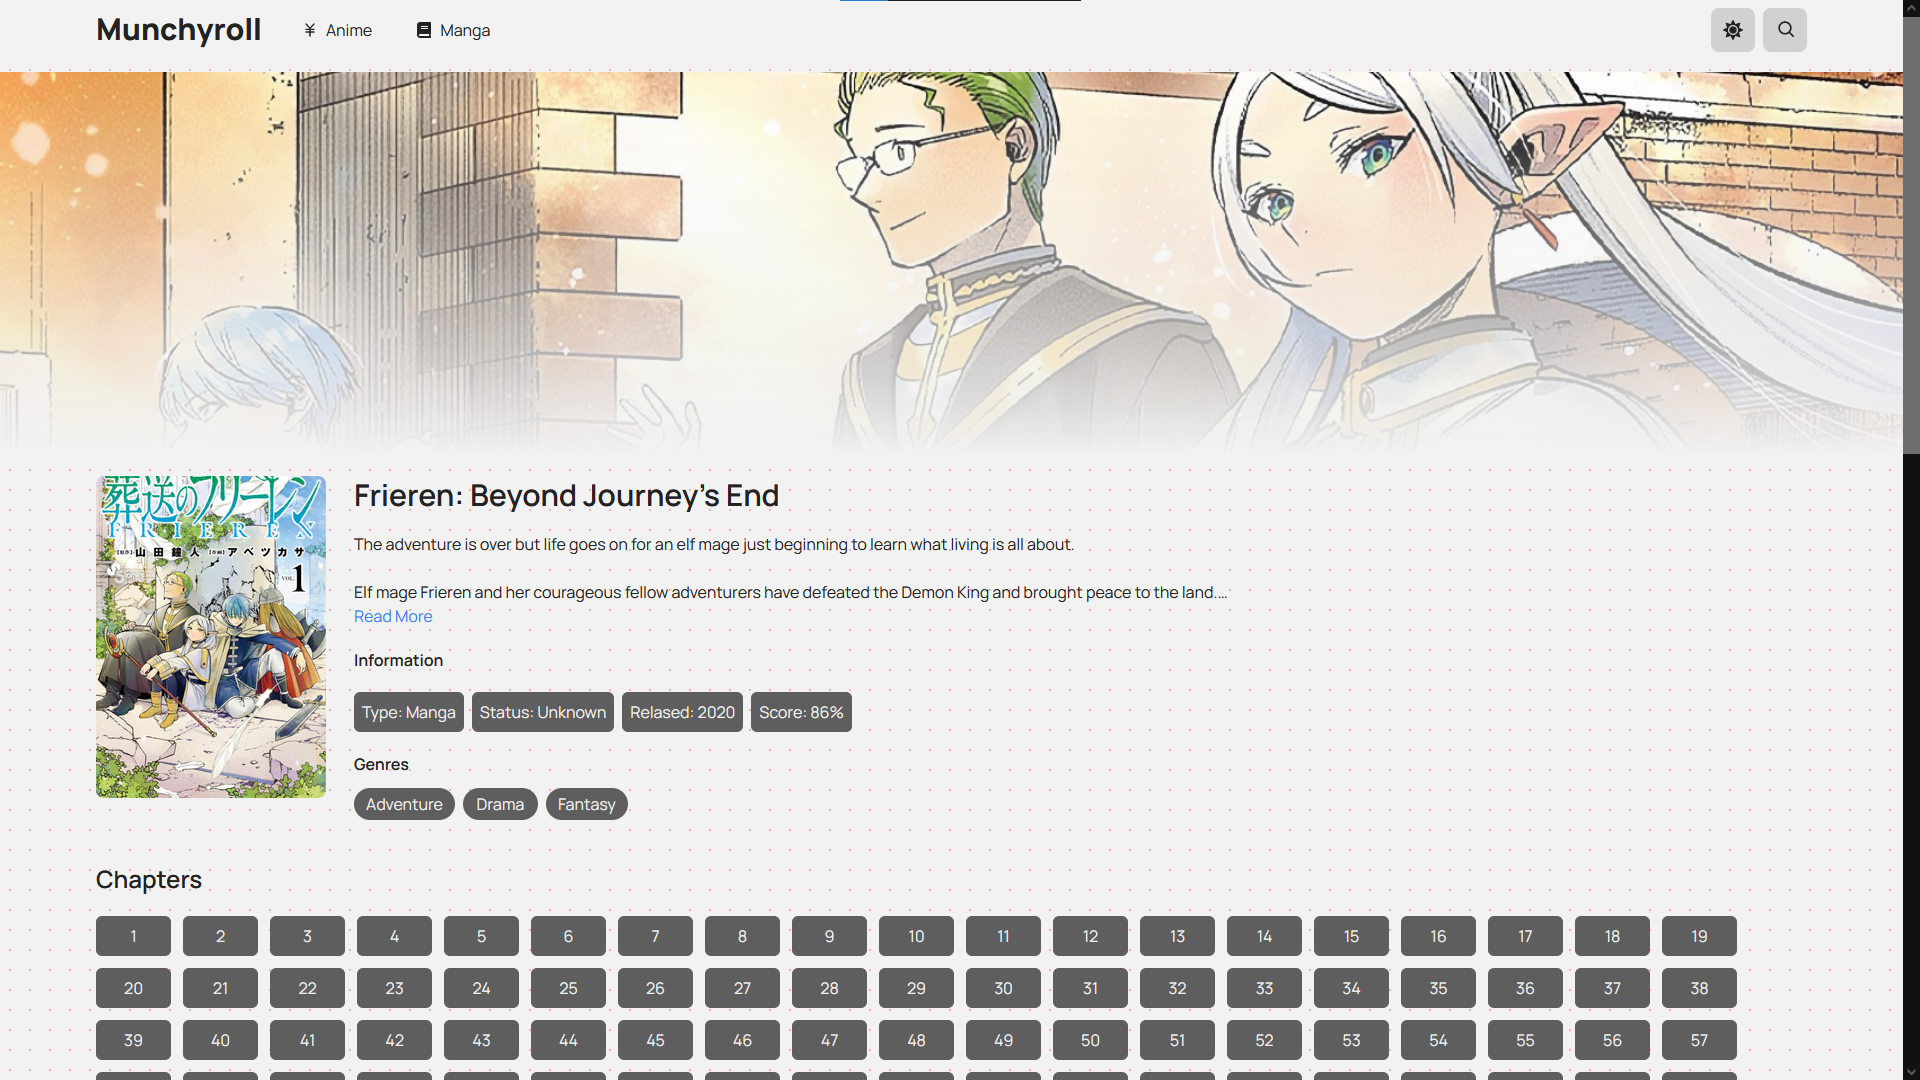 Munchyroll
Anime
Manga
葬送のフリーレン
FRIEREN
[原作]山田鐘人 [作画]アベツカサ
VOL.1
Frieren: Beyond Journey’s End
The adventure is over but life goes on for an elf mage just beginning to learn what living is all about.
Elf mage Frieren and her courageous fellow adventurers have defeated the Demon King and brought peace to the land....
Read More
Information
Type: Manga Status: Unknown Relased: 2020 Score: 86%
Genres
Adventure Drama Fantasy
Chapters
1 2 3 4 5 6 7 8 9 10 11 12 13 14 15 16 17 18 19
20 21 22 23 24 25 26 27 28 29 30 31 32 33 34 35 36 37 38
39 40 41 42 43 44 45 46 47 48 49 50 51 52 53 54 55 56 57